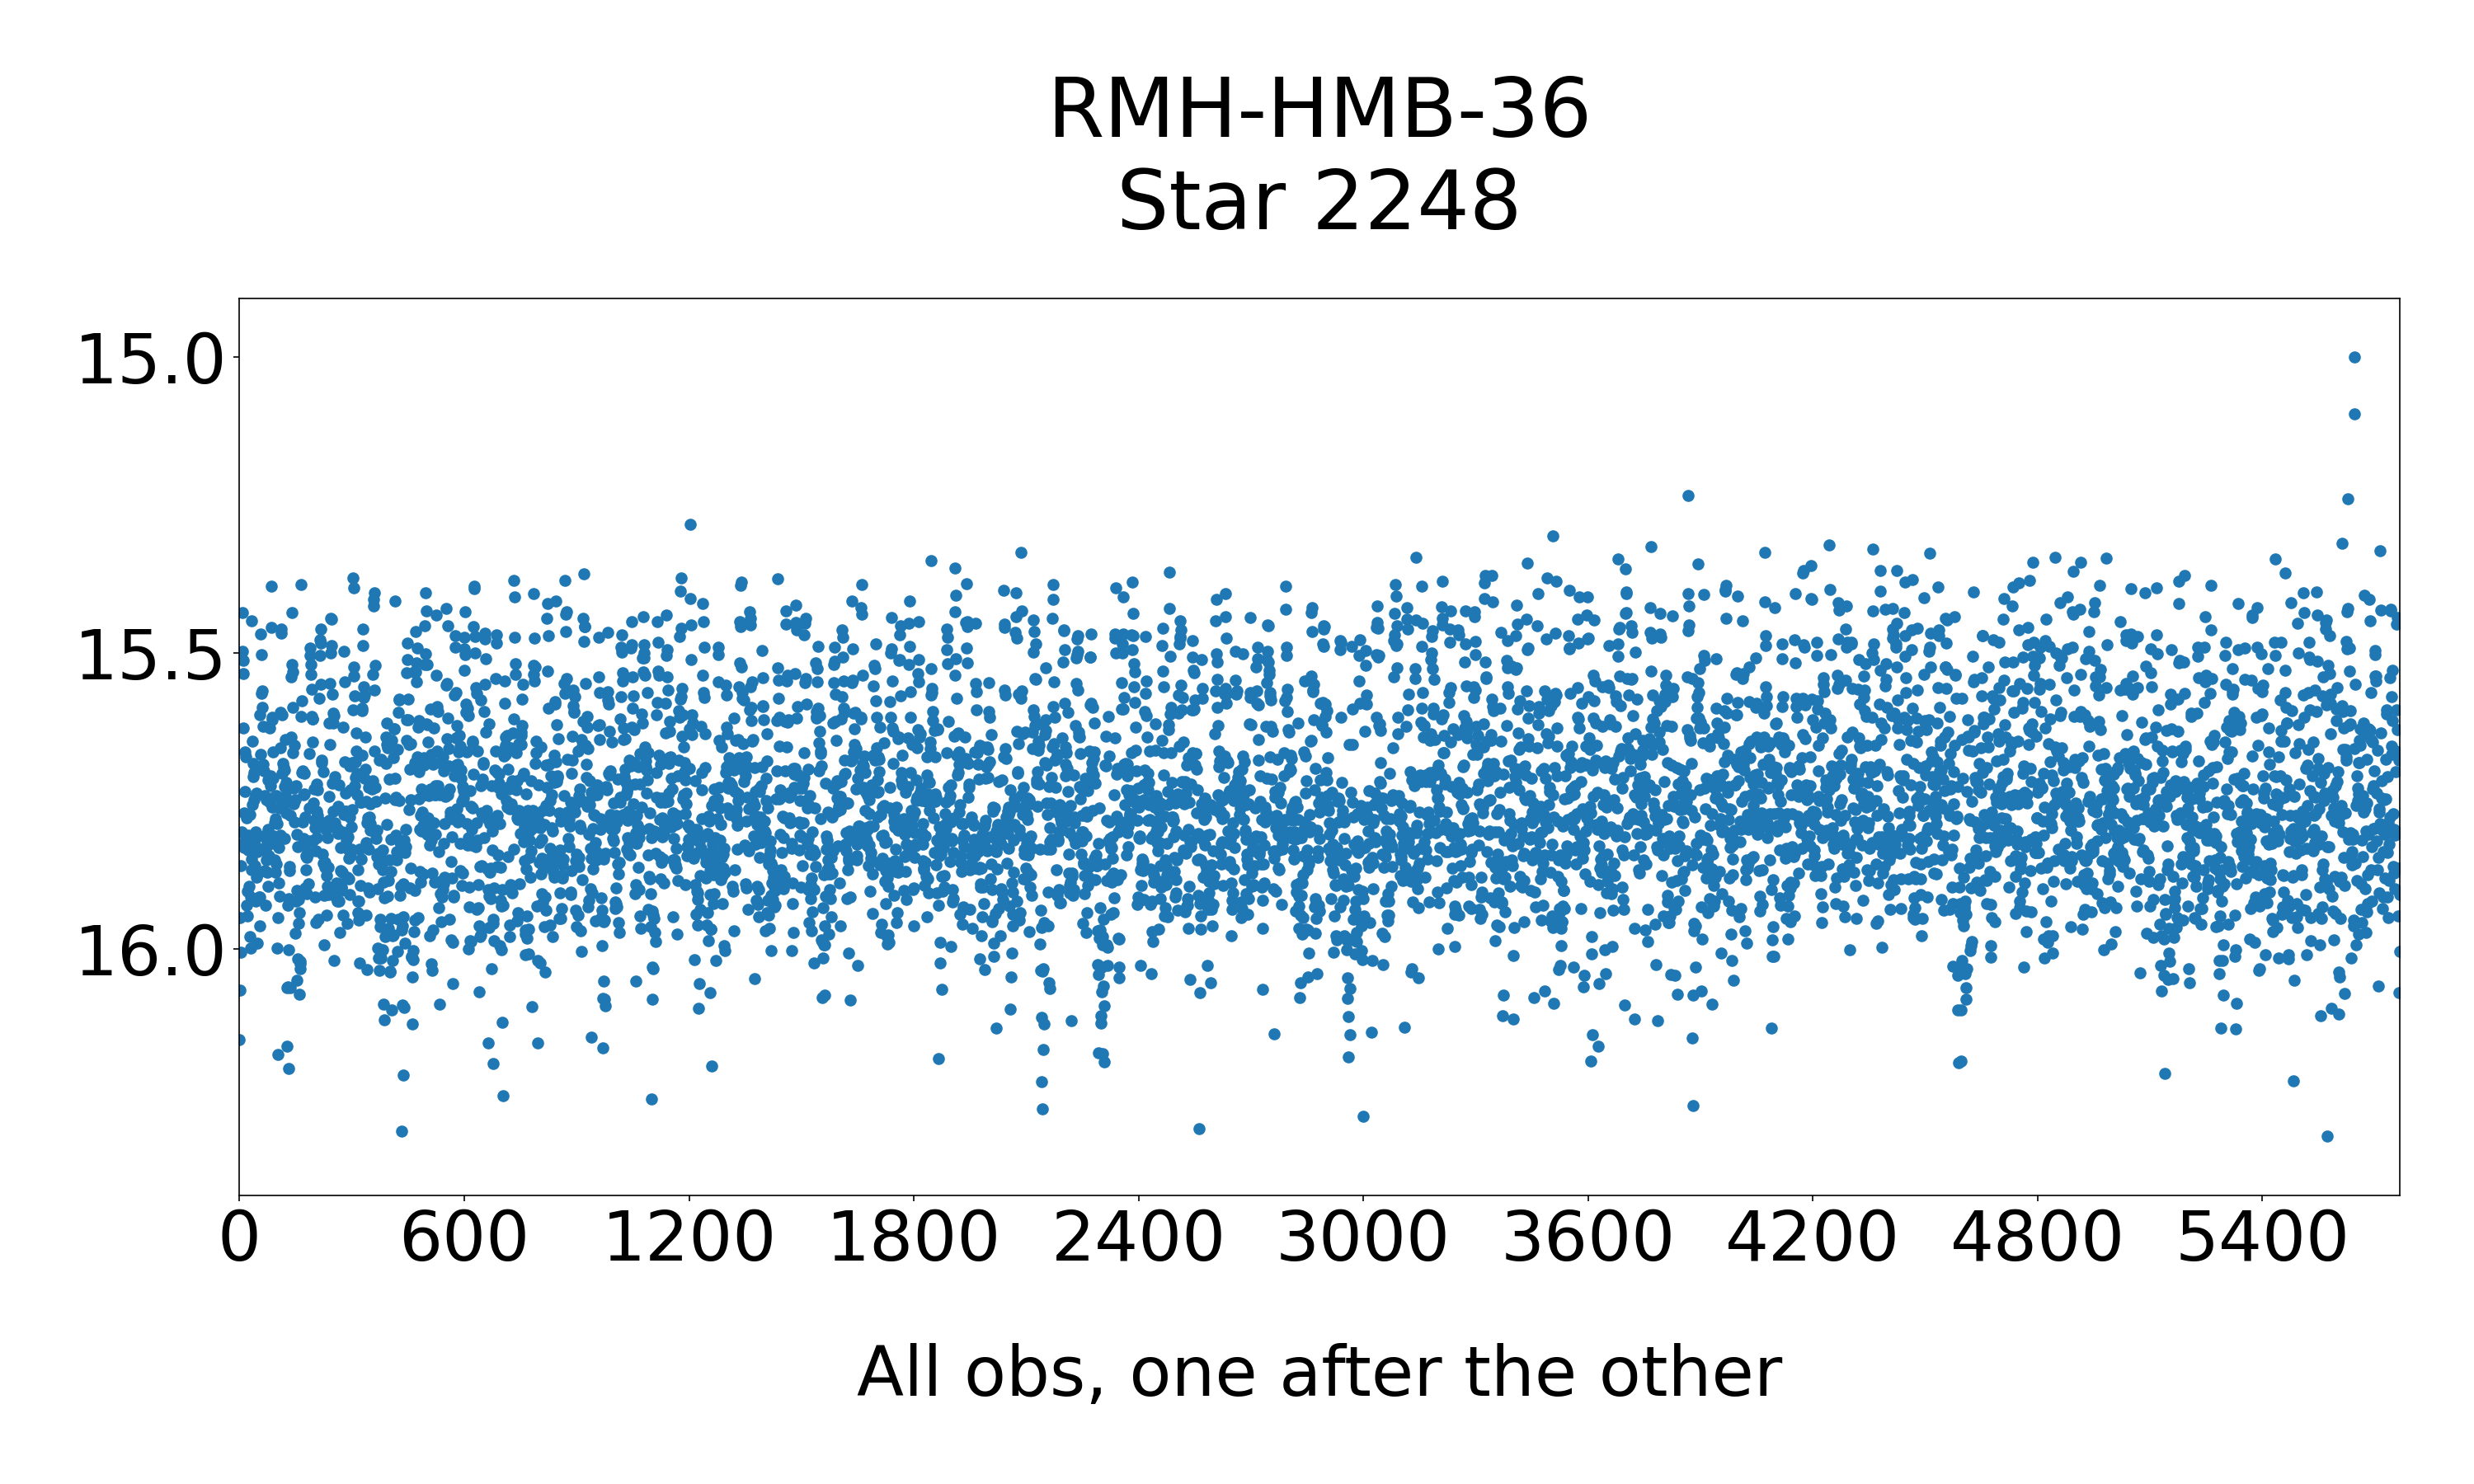 RMH-HMB-36
Star 2248
15.0
15.5
16.0
0 600 1200 1800 2400 3000 3600 4200 4800 5400
All obs, one after the other